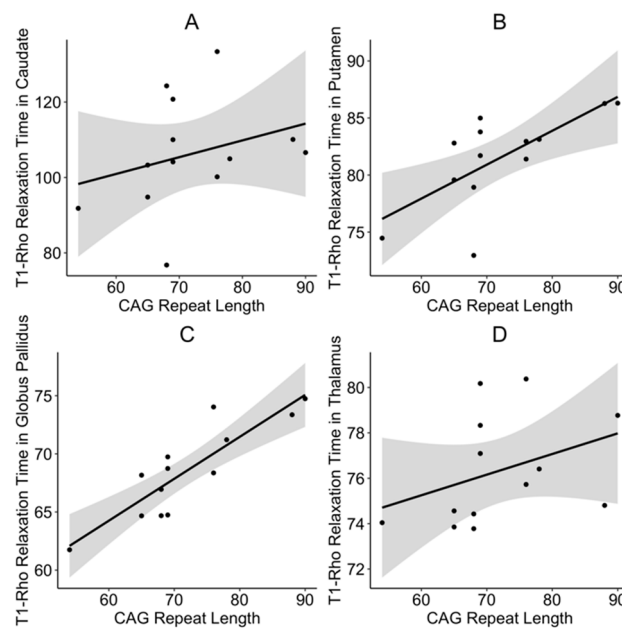 A
T1-Rho Relaxation Time in Caudate
120
100
80
60 70 80 90
CAG Repeat Length
B
T1-Rho Relaxation Time in Putamen
85
80
75
60 70 80 90
CAG Repeat Length
C
T1-Rho Relaxation Time in Globus Pallidus
75
70
65
60
60 70 80 90
CAG Repeat Length
D
T1-Rho Relaxation Time in Thalamus
80
78
76
74
72
60 70 80 90
CAG Repeat Length